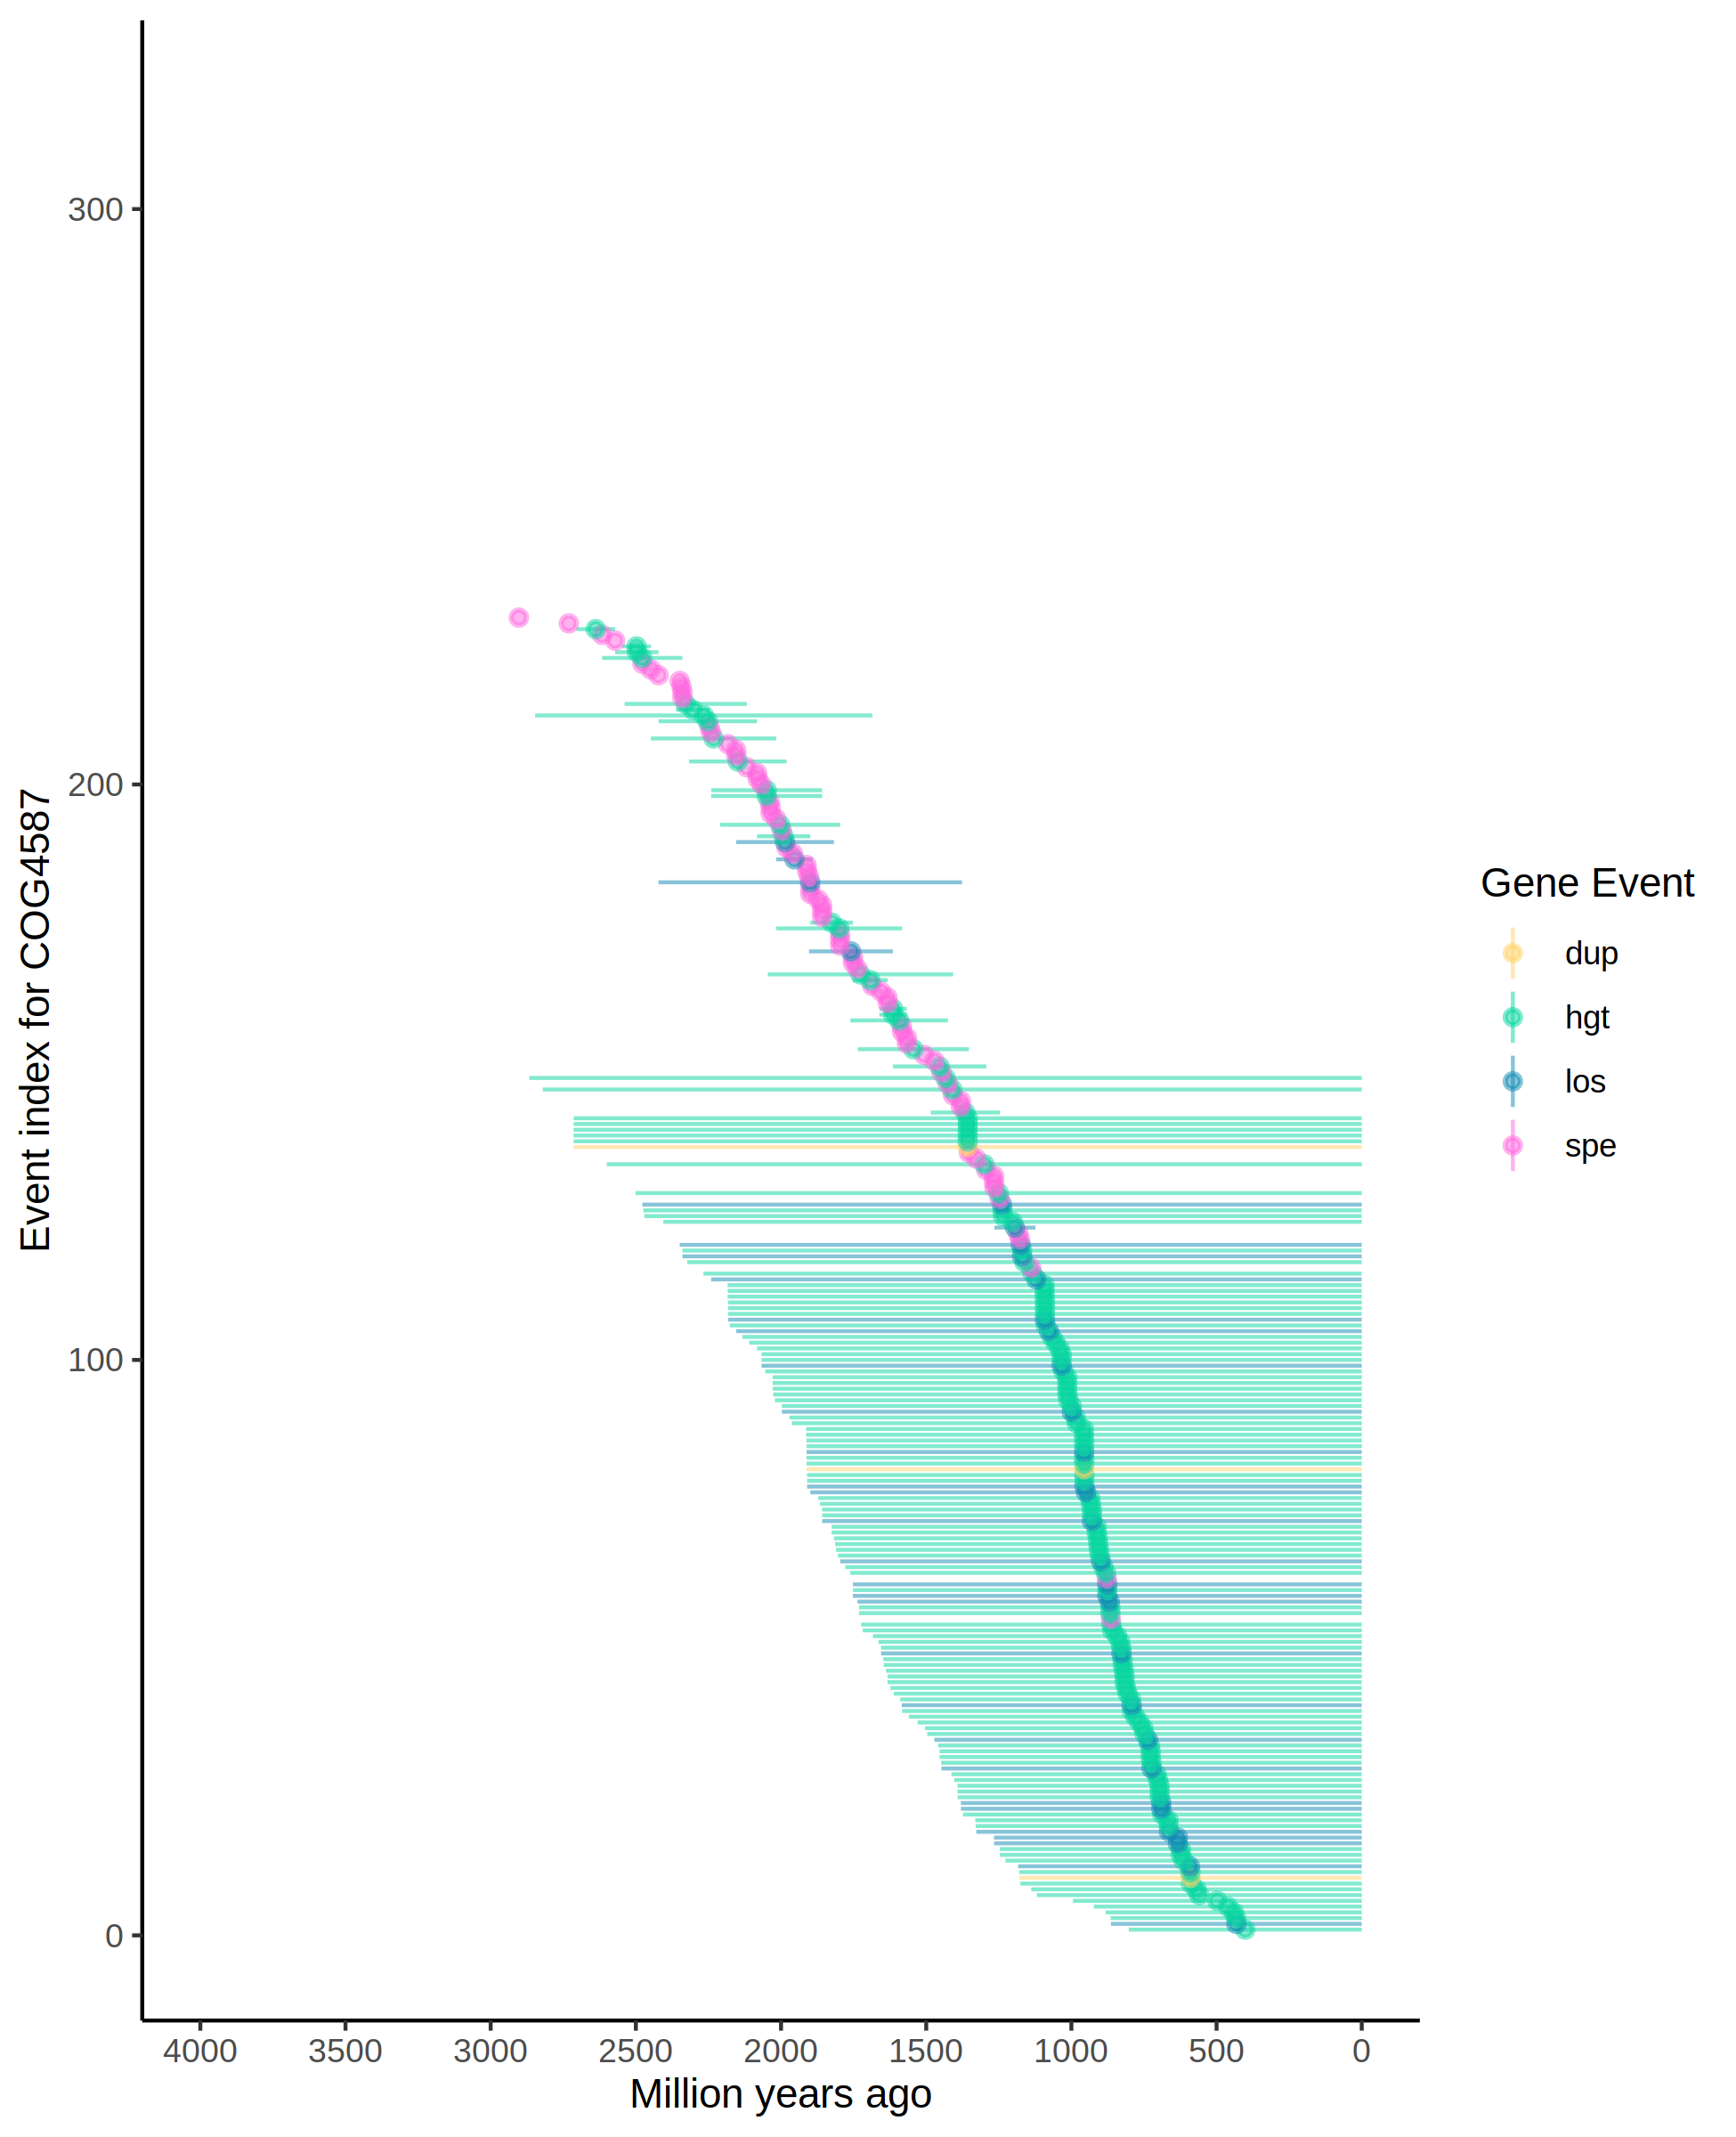 Event index for COG4587
300
200
100
0
4000 3500 3000 2500 2000 1500 1000 500 0
Million years ago
Gene Event
dup
hgt
los
spe